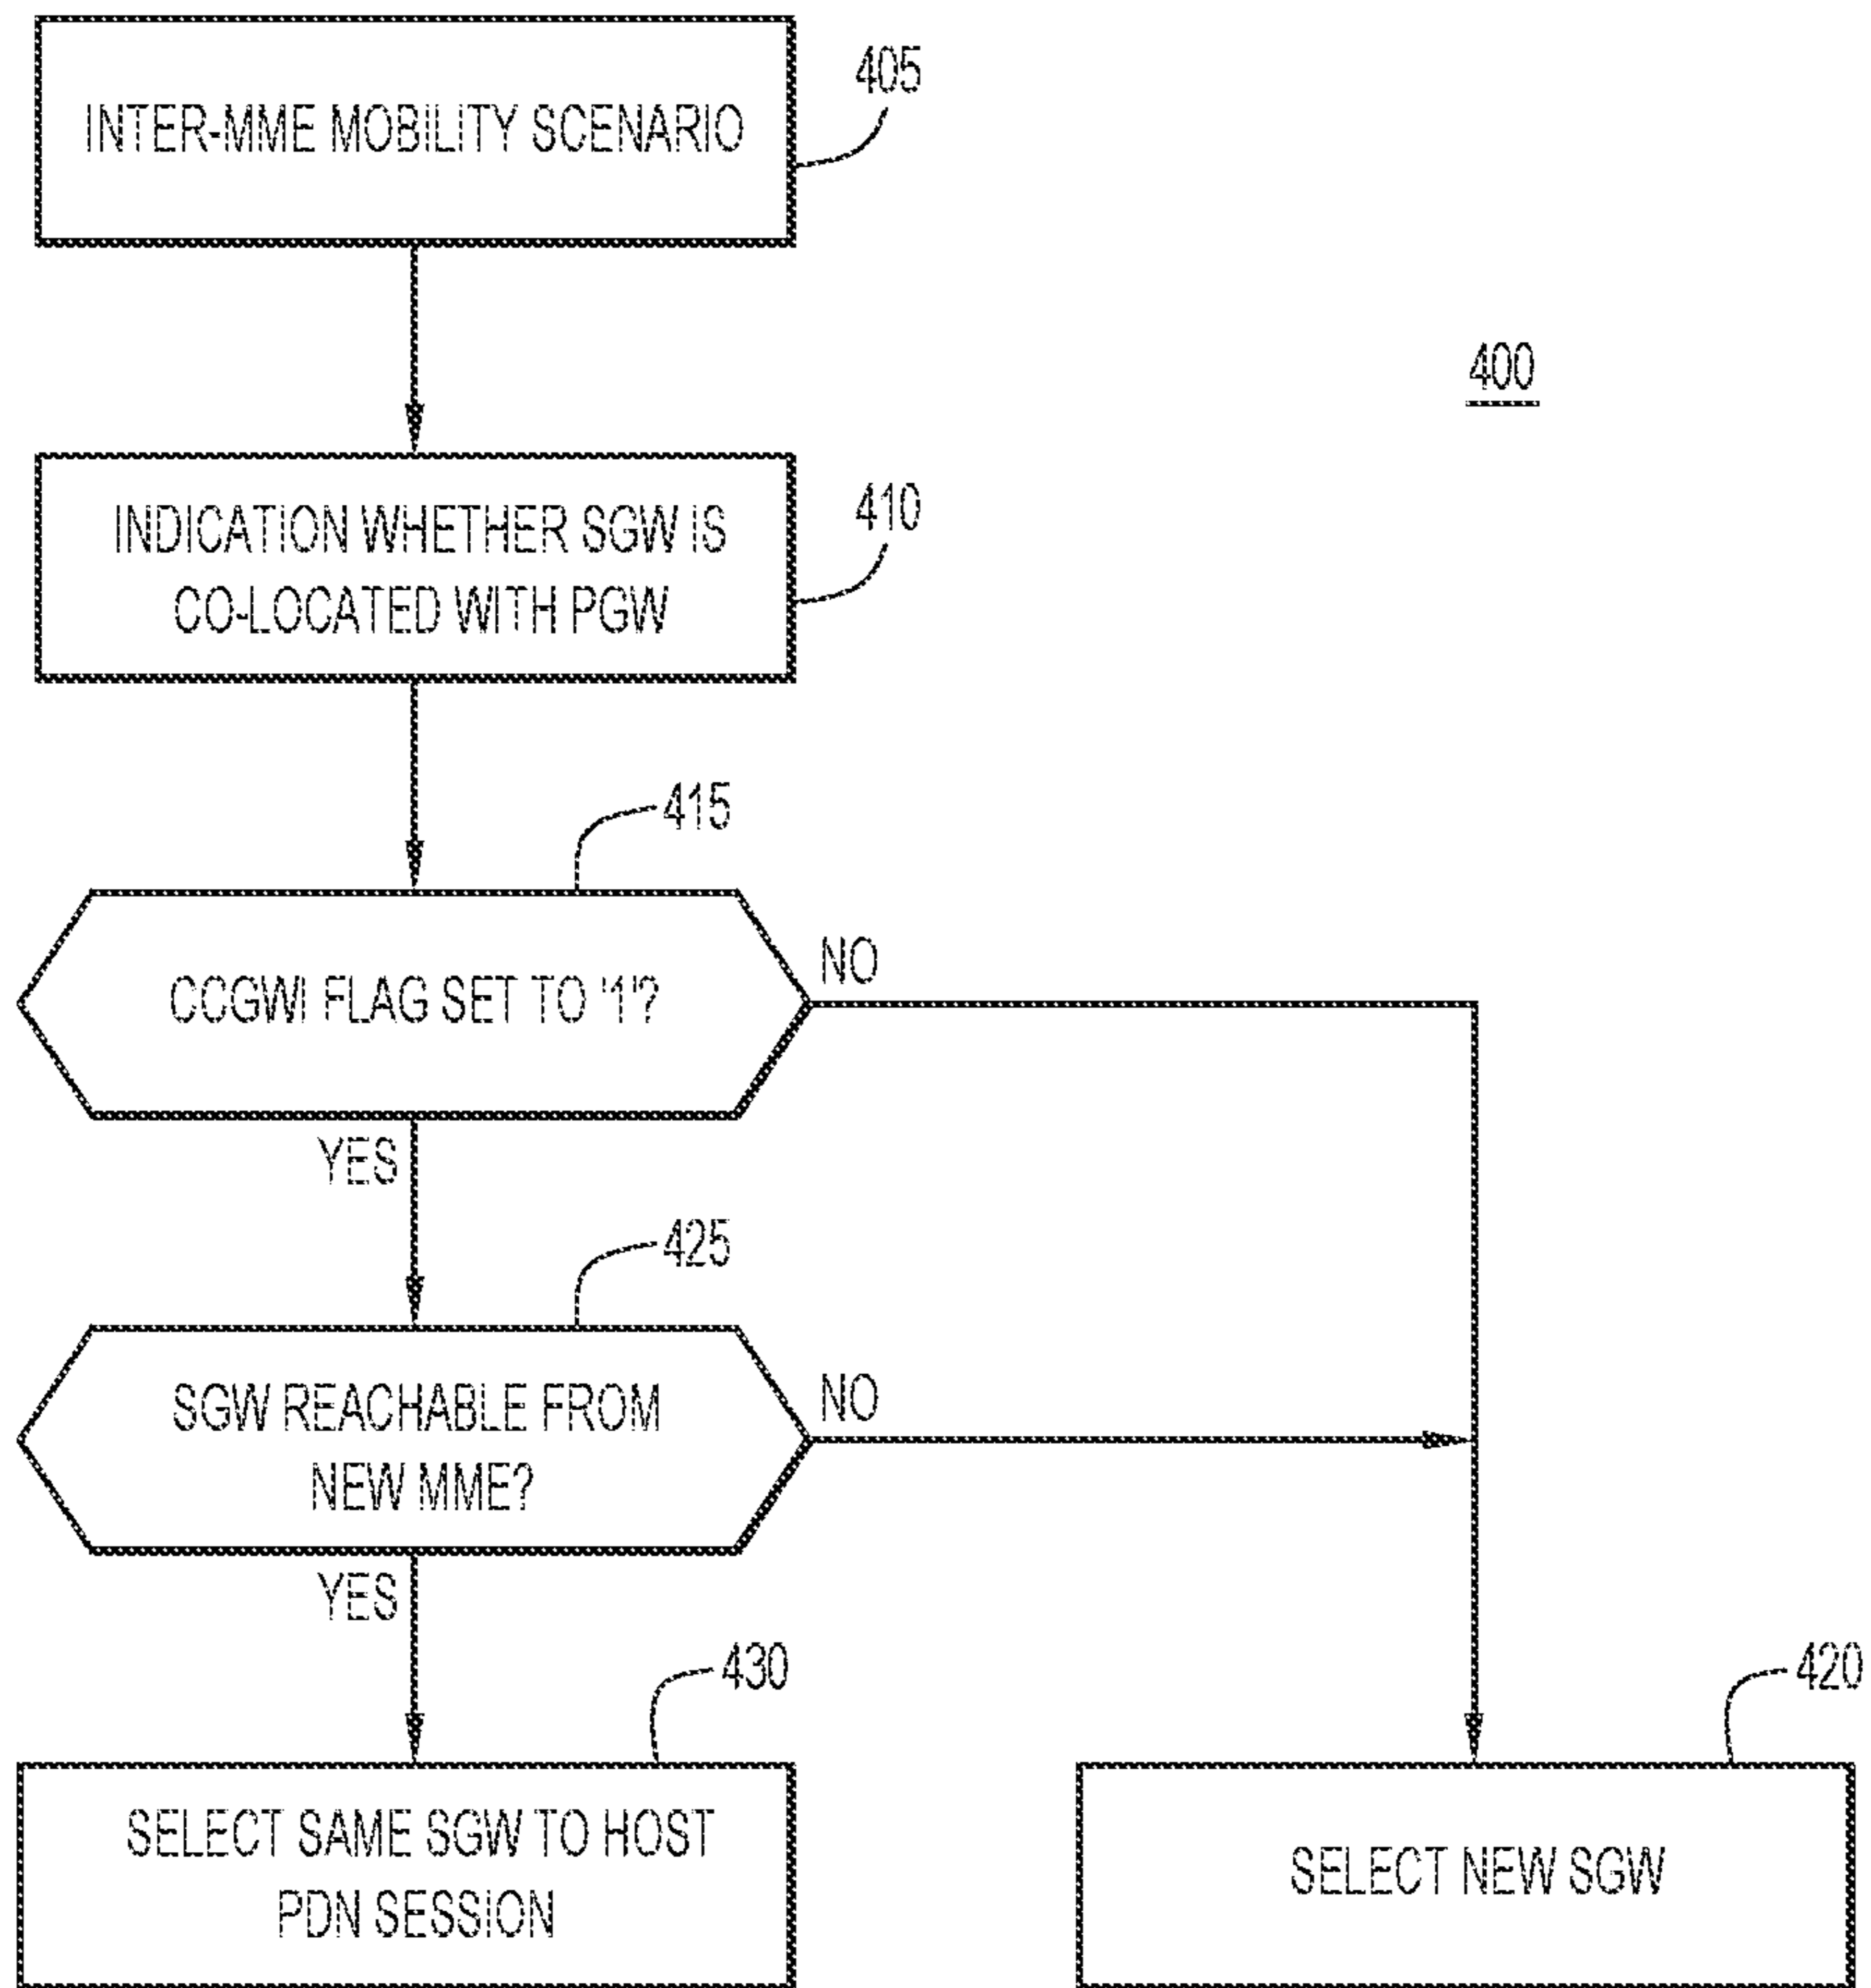 INTER-MME MOBILITY SCENARIO
405
400
INDICATION WHETHER SGW IS
CO-LOCATED WITH PGW
410
415
CCGWI FLAG SET TO '1'?
NO
YES
425
SGW REACHABLE FROM
NEW MME?
NO
YES
430
SELECT SAME SGW TO HOST
PDN SESSION
420
SELECT NEW SGW